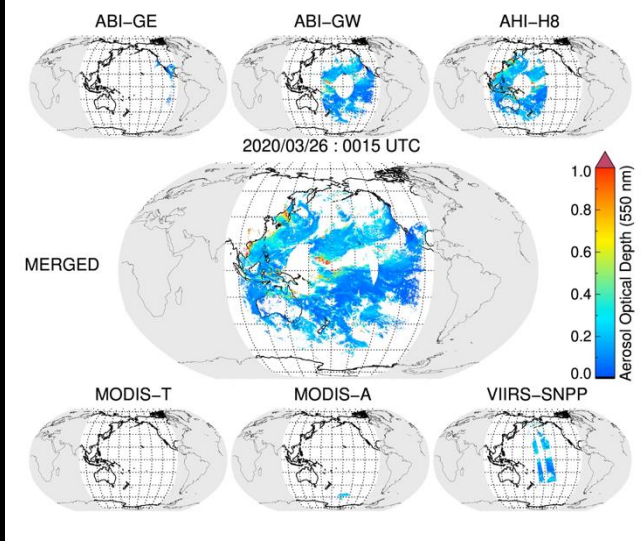 ABI-GE ABI-GW AHI-H8
2020/03/26 : 0015 UTC
MERGED
1.0
0.8
0.6
0.4
0.2
0.0
Aerosol Optical Depth (550 nm)
MODIS-T MODIS-A VIIRS-SNPP